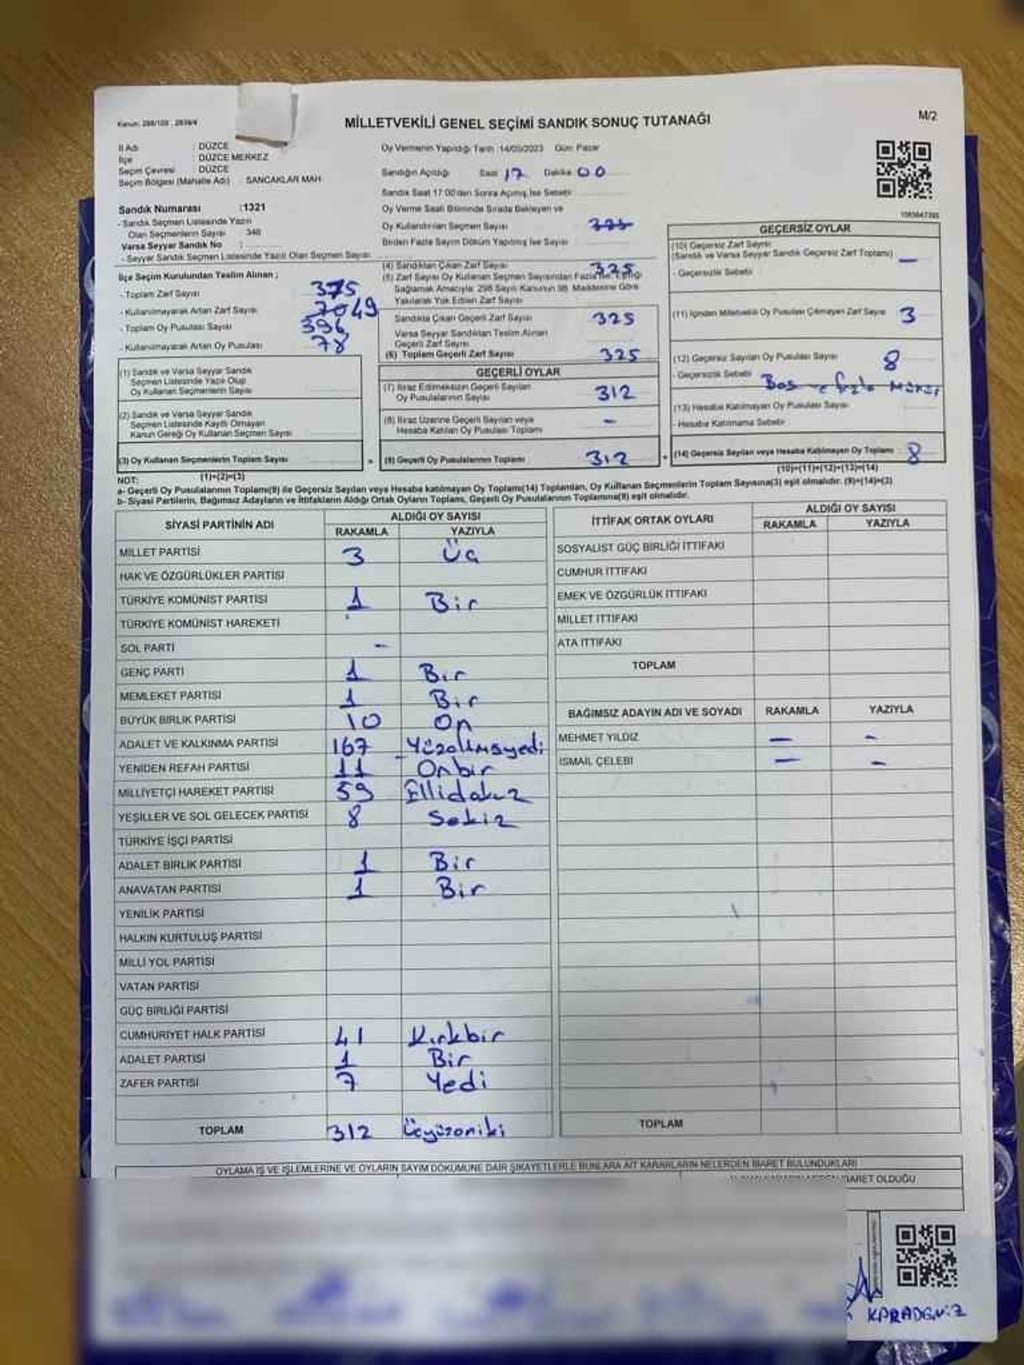 Kanun: 298/109 , 2839/4
MİLLETVEKİLİ GENEL SEÇİMİ SANDIK SONUÇ TUTANAĞI
M/2
İl Adı : DÜZCE
İlçe : DÜZCE MERKEZ
Seçim Çevresi : DÜZCE
Seçim Bölgesi (Mahalle Adı) : SANCAKLAR MAH.
Sandık Numarası :1321
- Sandık Seçmen Listesinde Yazılı
Olan Seçmenlerin Sayısı : 346
Varsa Seyyar Sandık No :
- Seyyar Sandık Seçmen Listesinde Yazılı Olan Seçmen Sayısı
Oy Vermenin Yapıldığı Tarih :14/05/2023 Gün: Pazar
Sandığın Açıldığı Saat 17 Dakika 00
Sandık Saat 17:00'den Sonra Açılmış İse Sebebi
Oy Verme Saati Bitiminde Sırada Bekleyen ve
Oy Kullandırılan Seçmen Sayısı 325
Birden Fazla Sayım Döküm Yapılmış İse Sayısı
İlçe Seçim Kurulundan Teslim Alınan ;
- Toplam Zarf Sayısı 375
- Kullanılmayarak Artan Zarf Sayısı 49
- Toplam Oy Pusulası Sayısı 396
- Kullanılmayarak Artan Oy Pusulası 78
(1) Sandık ve Varsa Seyyar Sandık
Seçmen Listesinde Yazılı Olup
Oy Kullanan Seçmenlerin Sayısı
(2) Sandık ve Varsa Seyyar Sandık
Seçmen Listesinde Kayıtlı Olmayan
Kanun Gereği Oy Kullanan Seçmen Sayısı
(3) Oy Kullanan Seçmenlerin Toplam Sayısı
(1)+(2)=(3)
(4) Sandıktan Çıkan Zarf Sayısı 325
(5) Zarf Sayısı Oy Kullanan Seçmen Sayısından Fazla İse, Eşitliği
Sağlamak Amacıyla; 298 Sayılı Kanunun 98. Maddesine Göre
Yakılarak Yok Edilen Zarf Sayısı
Sandıkta Çıkan Geçerli Zarf Sayısı 325
Varsa Seyyar Sandıktan Teslim Alınan
Geçerli Zarf Sayısı
(6) Toplam Geçerli Zarf Sayısı 325
GEÇERLİ OYLAR
(7) İtiraz Edilmeksizin Geçerli Sayılan
Oy Pusulalarının Sayısı 312
(8) İtiraz Üzerine Geçerli Sayılan veya
Hesaba Katılan Oy Pusulası Toplamı -
(9) Geçerli Oy Pusulalarının Toplamı 312
1083647395
GEÇERSİZ OYLAR
(10) Geçersiz Zarf Sayısı
(Sandık ve Varsa Seyyar Sandık Geçersiz Zarf Toplamı) -
- Geçersizlik Sebebi
(11) İçinden Milletvekili Oy Pusulası Çıkmayan Zarf Sayısı 3
(12) Geçersiz Sayılan Oy Pusulası Sayısı 8
- Geçersizlik Sebebi Boş ve fazla Mühür
(13) Hesaba Katılmayan Oy Pusulası Sayısı
- Hesaba Katılmama Sebebi
(14) Geçersiz Sayılan veya Hesaba Katılmayan Oy Toplamı 8
(10)+(11)+(12)+(13)=(14)
NOT:
a- Geçerli Oy Pusulalarının Toplamı(9) ile Geçersiz Sayılan veya Hesaba katılmayan Oy Toplamı(14) Toplamları, Oy Kullanan Seçmenlerin Toplam Sayısına(3) eşit olmalıdır. (9)+(14)=(3)
b- Siyasi Partilerin, Bağımsız Adayların ve İttifakların Aldığı Ortak Oyların Toplamı, Geçerli Oy Pusulalarının Toplamına(9) eşit olmalıdır.
SİYASİ PARTİNİN ADI
ALDIĞI OY SAYISI
RAKAMLA YAZIYLA
MİLLET PARTİSİ 3 Üç
HAK VE ÖZGÜRLÜKLER PARTİSİ
TÜRKİYE KOMÜNİST PARTİSİ 1 Bir
TÜRKİYE KOMÜNİST HAREKETİ
SOL PARTİ -
GENÇ PARTİ 1 Bir
MEMLEKET PARTİSİ 1 Bir
BÜYÜK BİRLİK PARTİSİ 10 On
ADALET VE KALKINMA PARTİSİ 167 Yüzaltmışyedi
YENİDEN REFAH PARTİSİ 11 Onbir
MİLLİYETÇİ HAREKET PARTİSİ 59 Ellidokuz
YEŞİLLER VE SOL GELECEK PARTİSİ 8 Sekiz
TÜRKİYE İŞÇİ PARTİSİ
ADALET BİRLİK PARTİSİ 1 Bir
ANAVATAN PARTİSİ 1 Bir
YENİLİK PARTİSİ
HALKIN KURTULUŞ PARTİSİ
MİLLİ YOL PARTİSİ
VATAN PARTİSİ
GÜÇ BİRLİĞİ PARTİSİ
CUMHURİYET HALK PARTİSİ 41 Kırkbir
ADALET PARTİSİ 1 Bir
ZAFER PARTİSİ 7 Yedi
TOPLAM 312 Üçyüzoniki
İTTİFAK ORTAK OYLARI
ALDIĞI OY SAYISI
RAKAMLA YAZIYLA
SOSYALİST GÜÇ BİRLİĞİ İTTİFAKI
CUMHUR İTTİFAKI
EMEK VE ÖZGÜRLÜK İTTİFAKI
MİLLET İTTİFAKI
ATA İTTİFAKI
TOPLAM
BAĞIMSIZ ADAYIN ADI VE SOYADI RAKAMLA YAZIYLA
MEHMET YILDIZ - -
İSMAİL ÇELEBİ - -
TOPLAM
OYLAMA İŞ VE İŞLEMLERİNE VE OYLARIN SAYIM DÖKÜMÜNE DAİR ŞİKAYETLERLE BUNLARA AİT KARARLARIN NELERDEN İBARET BULUNDUKLARI
İBARET OLDUĞU
KARADENİZ